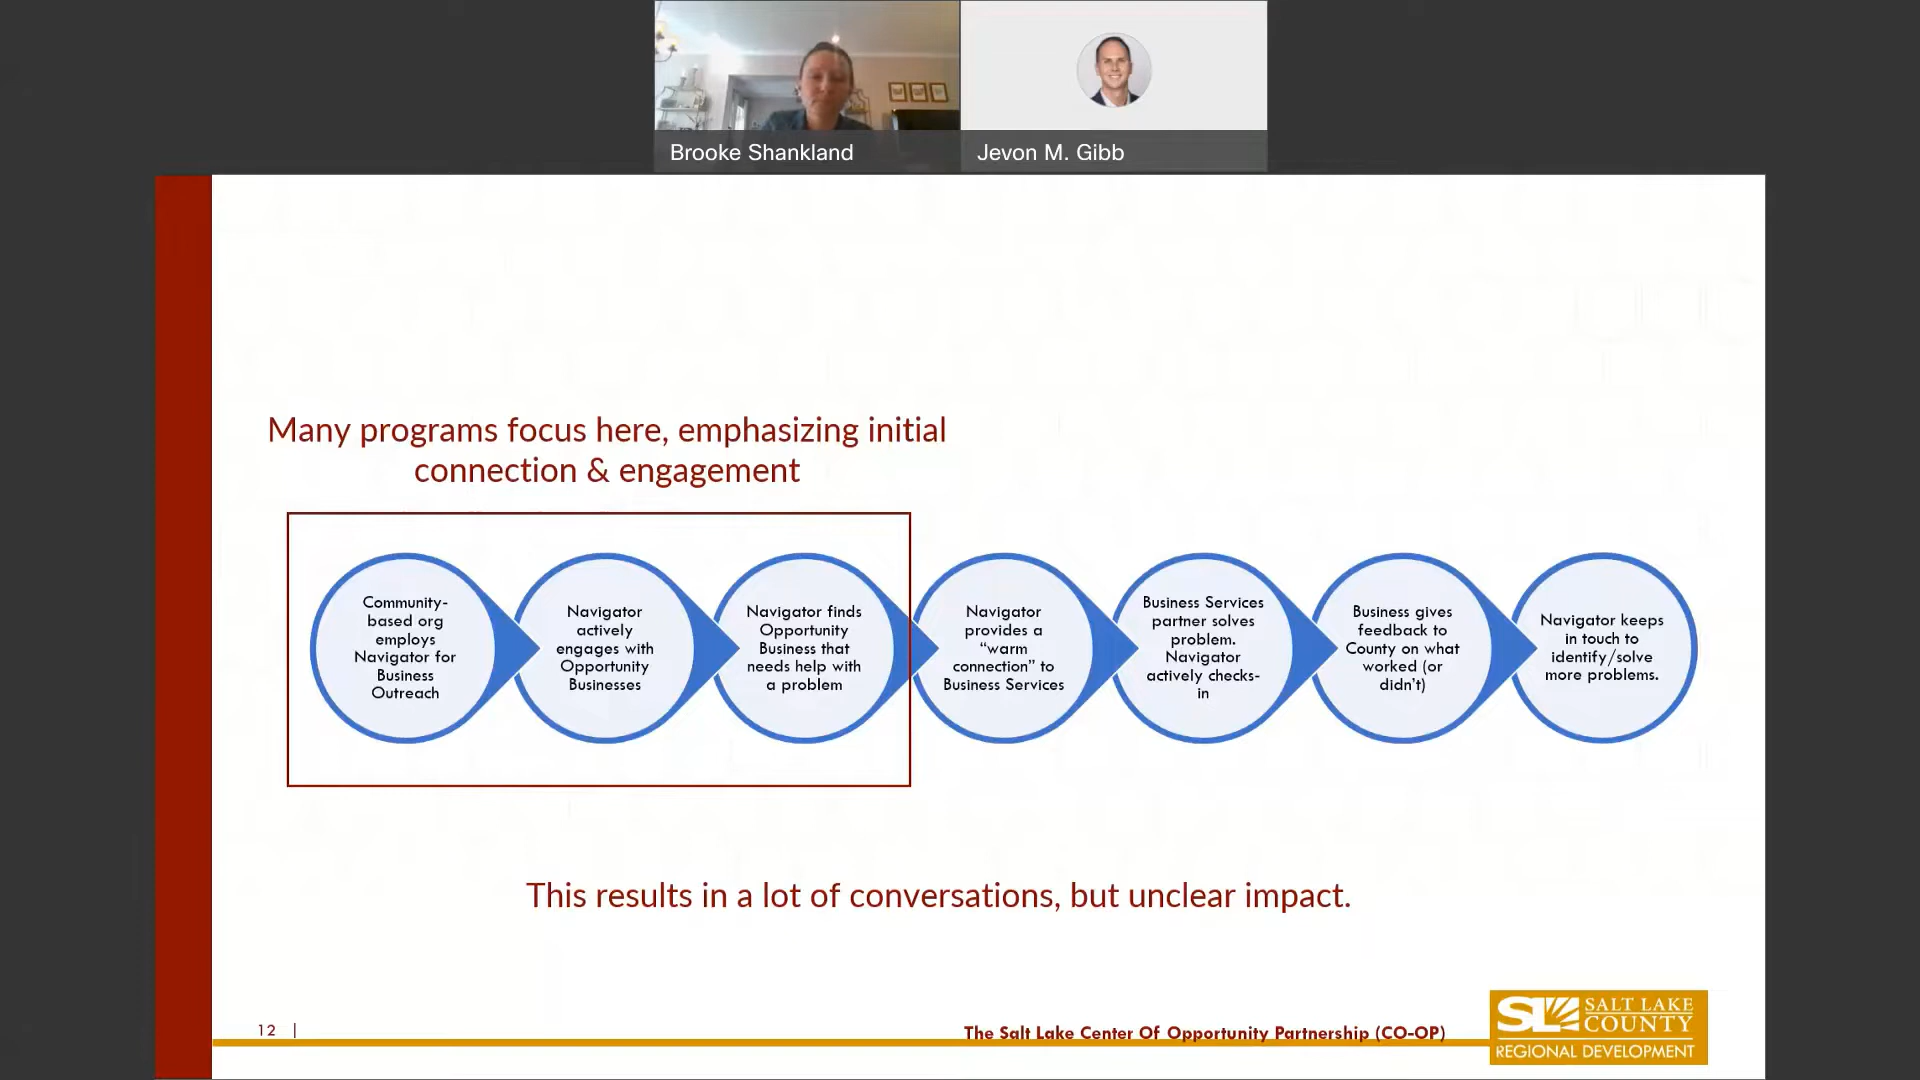 Brooke Shankland
Jevon M. Gibb
Many programs focus here, emphasizing initial
connection & engagement
Community-
based org
employs
Navigator for
Business
Outreach
Navigator
actively
engages with
Opportunity
Businesses
Navigator finds
Opportunity
Business that
needs help with
a problem
Navigator
provides a
“warm
connection” to
Business Services
Business Services
partner solves
problem.
Navigator
actively checks-
in
Business gives
feedback to
County on what
worked (or
didn’t)
Navigator keeps
in touch to
identify/solve
more problems.
This results in a lot of conversations, but unclear impact.
12 |
The Salt Lake Center Of Opportunity Partnership (CO-OP)
SL SALT LAKE
COUNTY
REGIONAL DEVELOPMENT